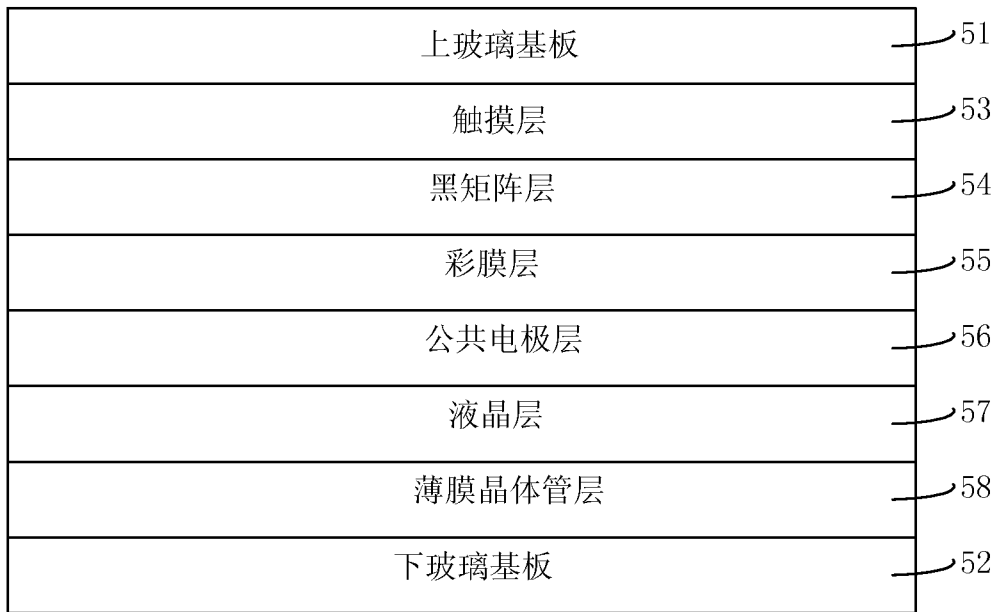 上玻璃基板 51
触摸层 53
黑矩阵层 54
彩膜层 55
公共电极层 56
液晶层 57
薄膜晶体管层 58
下玻璃基板 52